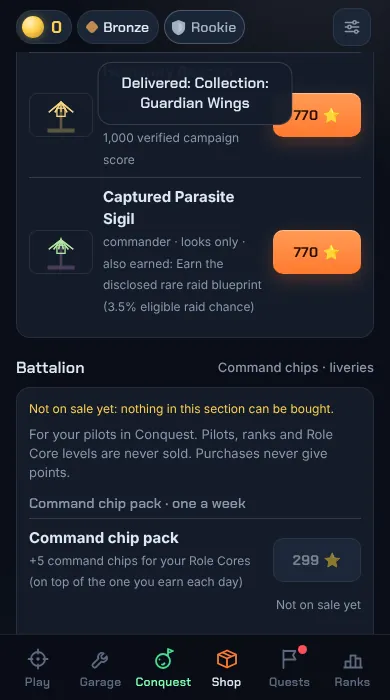 0
Bronze
Rookie
Delivered: Collection:
Guardian Wings
770
1,000 verified campaign
score
Captured Parasite
Sigil
commander · looks only ·
also earned: Earn the
disclosed rare raid blueprint
(3.5% eligible raid chance)
770
Battalion
Command chips · liveries
Not on sale yet: nothing in this section can be bought.
For your pilots in Conquest. Pilots, ranks and Role
Core levels are never sold. Purchases never give
points.
Command chip pack · one a week
Command chip pack
+5 command chips for your Role Cores
(on top of the one you earn each day)
299
Not on sale yet
Play
Garage
Conquest
Shop
Quests
Ranks